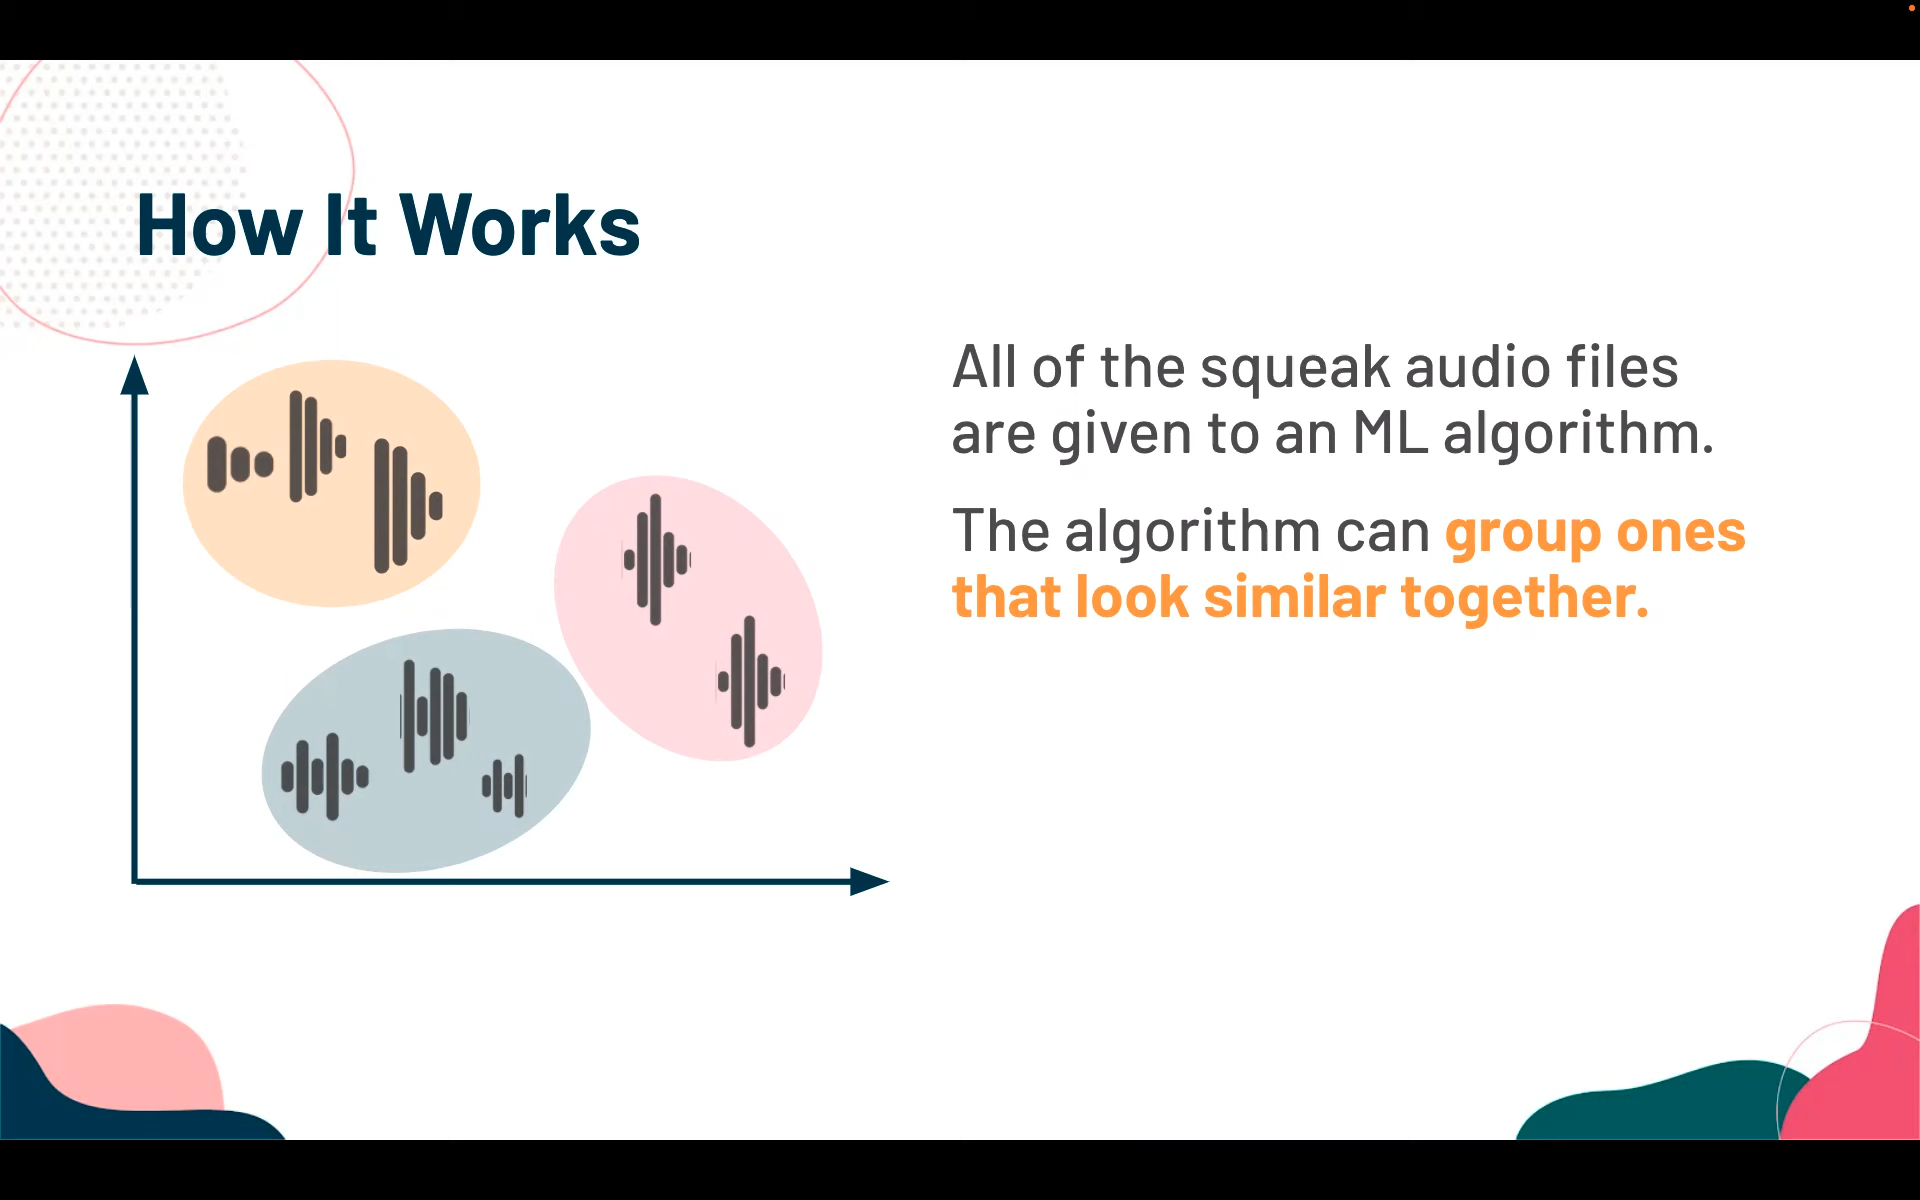 How It Works
All of the squeak audio files
are given to an ML algorithm.
The algorithm can group ones
that look similar together.